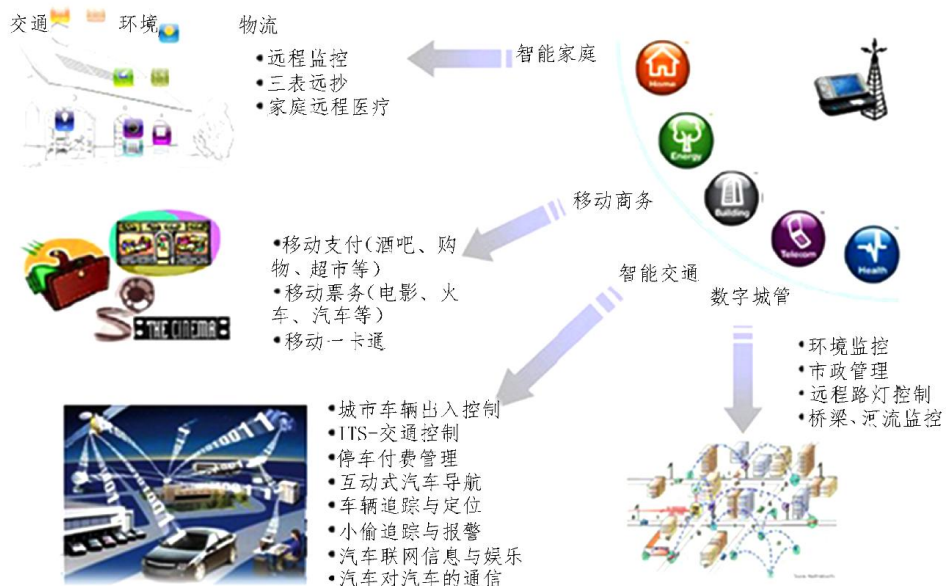 交通 环境 物流
•远程监控
•三表远抄
•家庭远程医疗
智能家庭
Home
Energy
Building
Telecom
Health
移动商务
•移动支付(酒吧、购
物、超市等)
•移动票务(电影、火
车、汽车等)
•移动一卡通
THE CINEMA
智能交通
•城市车辆出入控制
•ITS-交通控制
•停车付费管理
•互动式汽车导航
•车辆追踪与定位
•小偷追踪与报警
•汽车联网信息与娱乐
•汽车对汽车的通信
数字城管
•环境监控
•市政管理
•远程路灯控制
•桥梁、河流监控